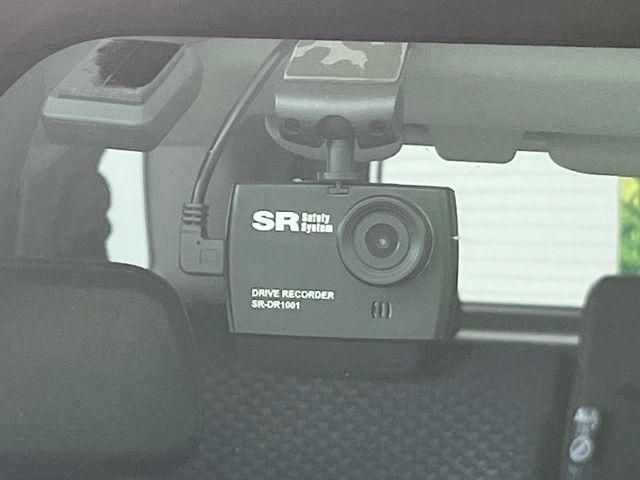 SR Safety
System
DRIVE RECORDER
SR-DR1001